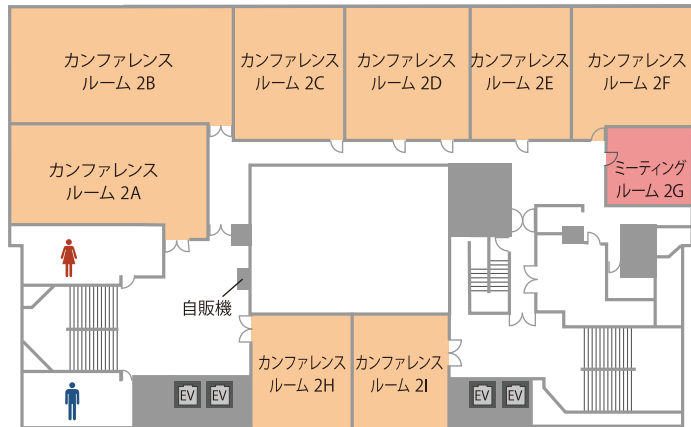 カンファレンス
ルーム 2B
カンファレンス
ルーム 2C
カンファレンス
ルーム 2D
カンファレンス
ルーム 2E
カンファレンス
ルーム 2F
カンファレンス
ルーム 2A
ミーティング
ルーム 2G
自販機
カンファレンス
ルーム 2H
カンファレンス
ルーム 2I
EV
EV
EV
EV